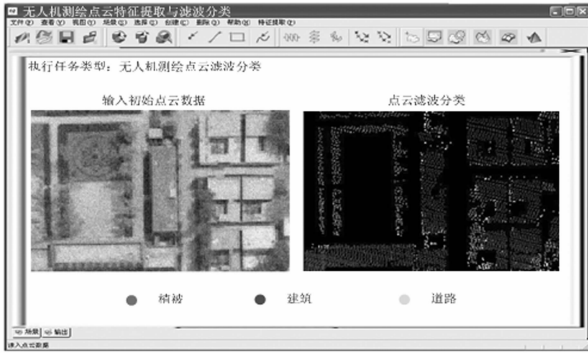 无人机测绘点云特征提取与滤波分类
文件(F) 查看(V) 视图(V) 场景(S) 选择(S) 创建(C) 删除(D) 帮助(H) 特征提取(T)
执行任务类型：无人机测绘点云滤波分类
输入初始点云数据 点云滤波分类
植被 建筑 道路
场景 输出
进入点云数据